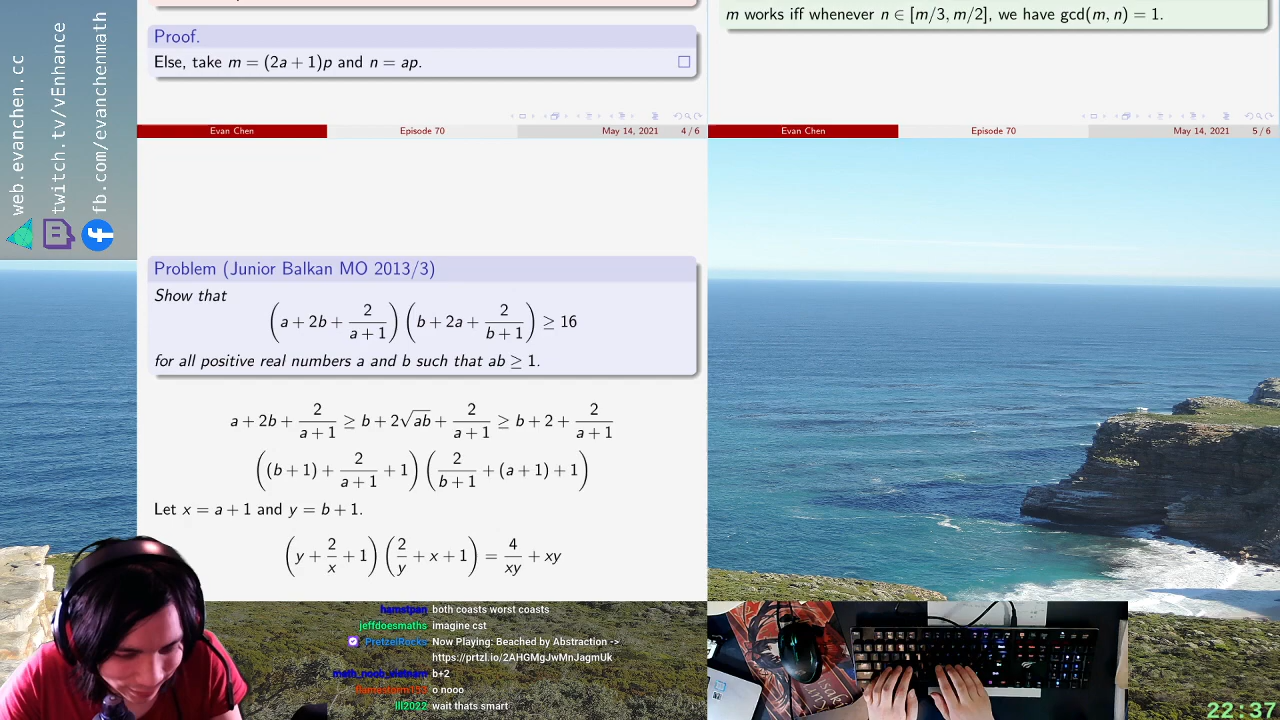 web.evanchen.cc
twitch.tv/vEnhance
fb.com/evanchenmath
Proof.
Else, take m = (2a + 1)p and n = ap. □
Evan Chen Episode 70 May 14, 2021 4 / 6
m works iff whenever n ∈ [m/3, m/2], we have gcd(m, n) = 1.
Evan Chen Episode 70 May 14, 2021 5 / 6
Problem (Junior Balkan MO 2013/3)
Show that
(a + 2b + 2/(a + 1)) (b + 2a + 2/(b + 1)) ≥ 16
for all positive real numbers a and b such that ab ≥ 1.
a + 2b + 2/(a + 1) ≥ b + 2√ab + 2/(a + 1) ≥ b + 2 + 2/(a + 1)
((b + 1) + 2/(a + 1) + 1) (2/(b + 1) + (a + 1) + 1)
Let x = a + 1 and y = b + 1.
(y + 2/x + 1) (2/y + x + 1) = 4/xy + xy
hamstpan both coasts worst coasts
jeffdoesmaths imagine cst
PretzelRocks Now Playing: Beached by Abstraction ->
https://prtzl.io/2AHGMgJwMnJagmUk
math_nooo_vietnam b+2
o nooo
lll2022 wait thats smart
22:37